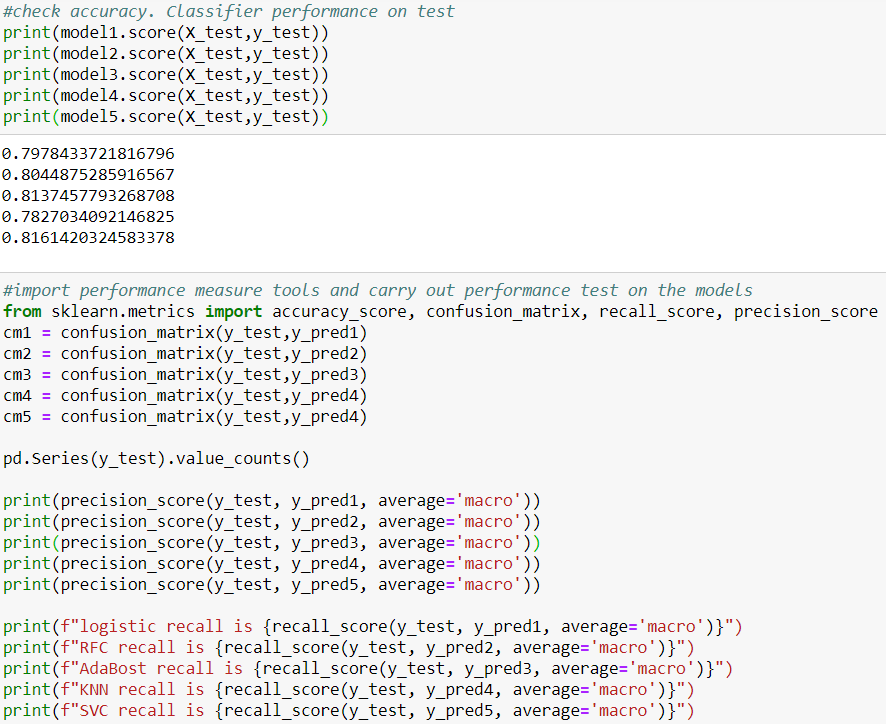 #check accuracy. Classifier performance on test
print(model1.score(X_test,y_test))
print(model2.score(X_test,y_test))
print(model3.score(X_test,y_test))
print(model4.score(X_test,y_test))
print(model5.score(X_test,y_test))
0.7978433721816796
0.8044875285916567
0.8137457793268708
0.7827034092146825
0.8161420324583378
#import performance measure tools and carry out performance test on the models
from sklearn.metrics import accuracy_score, confusion_matrix, recall_score, precision_score
cm1 = confusion_matrix(y_test,y_pred1)
cm2 = confusion_matrix(y_test,y_pred2)
cm3 = confusion_matrix(y_test,y_pred3)
cm4 = confusion_matrix(y_test,y_pred4)
cm5 = confusion_matrix(y_test,y_pred4)
pd.Series(y_test).value_counts()
print(precision_score(y_test, y_pred1, average='macro'))
print(precision_score(y_test, y_pred2, average='macro'))
print(precision_score(y_test, y_pred3, average='macro'))
print(precision_score(y_test, y_pred4, average='macro'))
print(precision_score(y_test, y_pred5, average='macro'))
print(f"logistic recall is {recall_score(y_test, y_pred1, average='macro')}")
print(f"RFC recall is {recall_score(y_test, y_pred2, average='macro')}")
print(f"AdaBost recall is {recall_score(y_test, y_pred3, average='macro')}")
print(f"KNN recall is {recall_score(y_test, y_pred4, average='macro')}")
print(f"SVC recall is {recall_score(y_test, y_pred5, average='macro')}")